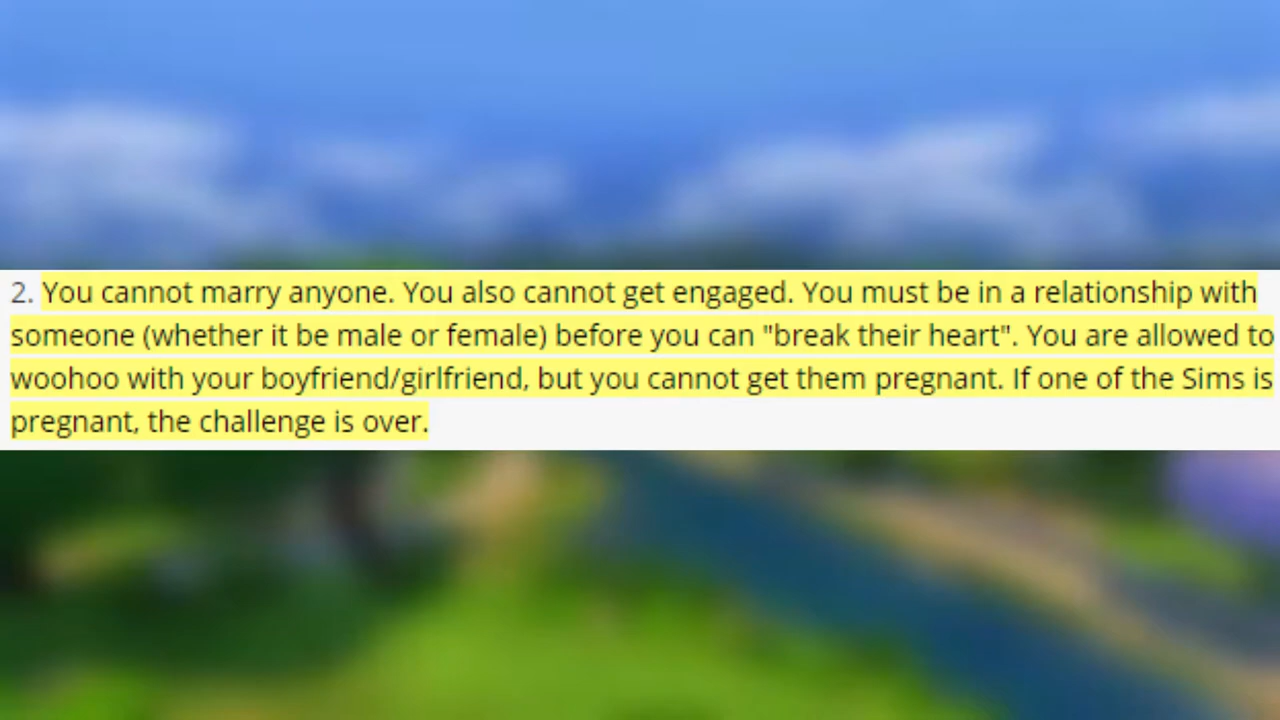 2. You cannot marry anyone. You also cannot get engaged. You must be in a relationship with
someone (whether it be male or female) before you can "break their heart". You are allowed to
woohoo with your boyfriend/girlfriend, but you cannot get them pregnant. If one of the Sims is
pregnant, the challenge is over.